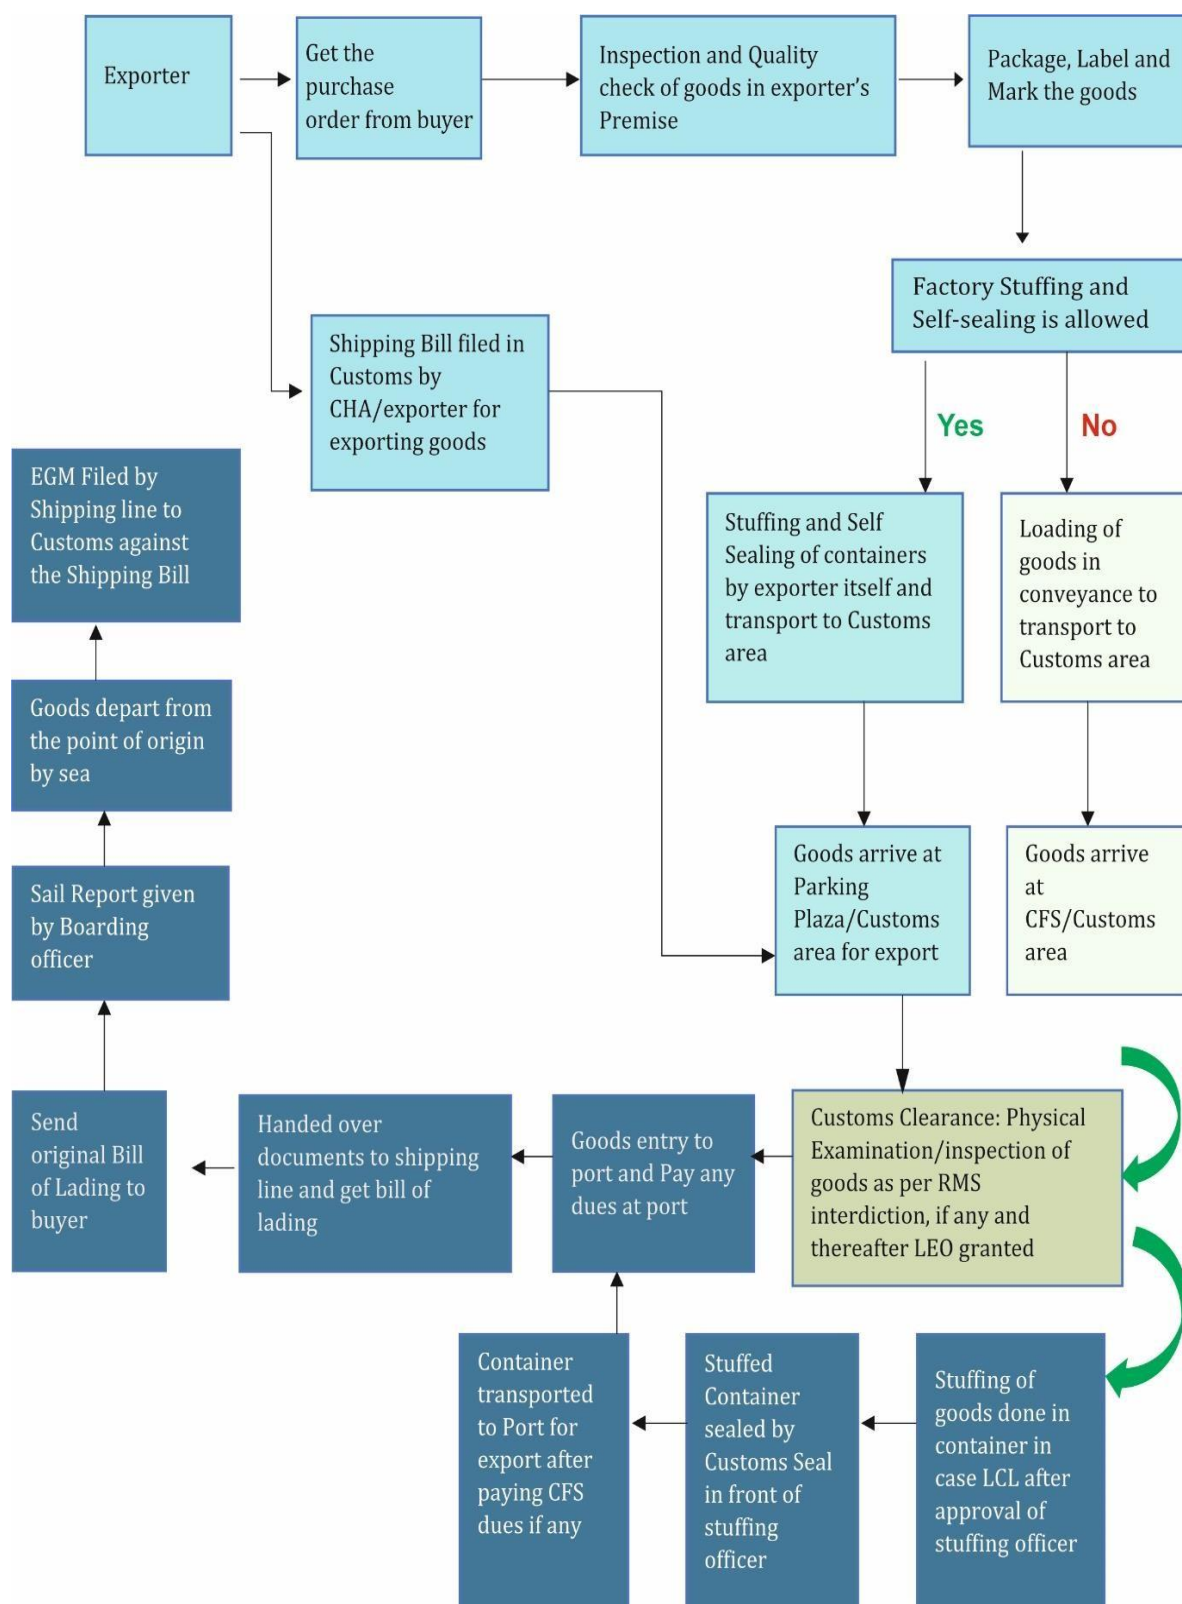 Exporter
Get the
purchase
order from buyer
Inspection and Quality
check of goods in exporter’s
Premise
Package, Label and
Mark the goods
Factory Stuffing and
Self-sealing is allowed
Shipping Bill filed in
Customs by
CHA/exporter for
exporting goods
Yes
No
EGM Filed by
Shipping line to
Customs against
the Shipping Bill
Stuffing and Self
Sealing of containers
by exporter itself and
transport to Customs
area
Loading of
goods in
conveyance to
transport to
Customs area
Goods depart from
the point of origin
by sea
Goods arrive at
Parking
Plaza/Customs
area for export
Goods arrive
at
CFS/Customs
area
Sail Report given
by Boarding
officer
Send
original Bill
of Lading to
buyer
Handed over
documents to shipping
line and get bill of
lading
Goods entry to
port and Pay any
dues at port
Customs Clearance: Physical
Examination/inspection of
goods as per RMS
interdiction, if any and
thereafter LEO granted
Container
transported
to Port for
export after
paying CFS
dues if any
Stuffed
Container
sealed by
Customs Seal
in front of
stuffing
officer
Stuffing of
goods done in
container in
case LCL after
approval of
stuffing officer